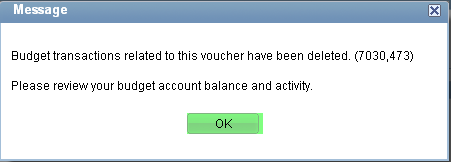 Message
Budget transactions related to this voucher have been deleted. (7030,473)
Please review your budget account balance and activity.
OK